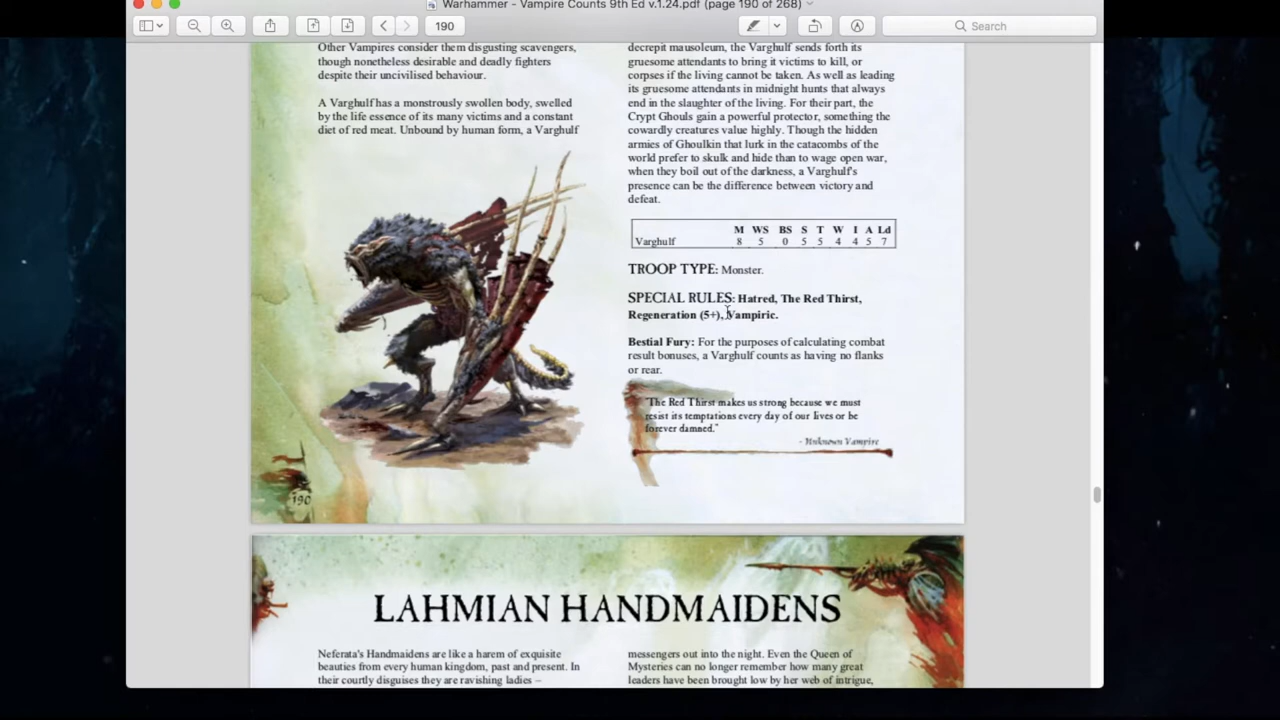 Warhammer - Vampire Counts 9th Ed v.1.24.pdf (page 190 of 268)
190
Search
Other Vampires consider them disgusting scavengers,
though nonetheless desirable and deadly fighters
despite their uncivilised behaviour.
A Varghulf has a monstrously swollen body, swelled
by the life essence of its many victims and a constant
diet of red meat. Unbound by human form, a Varghulf
decrepit mausoleum, the Varghulf sends forth its
gruesome attendants to bring it victims to kill, or
corpses if the living cannot be taken. As well as leading
its gruesome attendants in midnight hunts that always
end in the slaughter of the living. For their part, the
Crypt Ghouls gain a powerful protector, something the
cowardly creatures value highly. Though the hidden
armies of Ghoulkin that lurk in the catacombs of the
world prefer to skulk and hide than to wage open war,
when they boil out of the darkness, a Varghulf's
presence can be the difference between victory and
defeat.
M WS BS S T W I A Ld
Varghulf 8 5 0 5 5 4 4 5 7
TROOP TYPE: Monster.
SPECIAL RULES: Hatred, The Red Thirst,
Regeneration (5+), Vampiric.
Bestial Fury: For the purposes of calculating combat
result bonuses, a Varghulf counts as having no flanks
or rear.
"The Red Thirst makes us strong because we must
resist its temptations every day of our lives or be
forever damned."
- Unknown Vampire
190
LAHMIAN HANDMAIDENS
Neferata's Handmaidens are like a harem of exquisite
beauties from every human kingdom, past and present. In
their courtly disguises they are ravishing ladies –
messengers out into the night. Even the Queen of
Mysteries can no longer remember how many great
leaders have been brought low by her web of intrigue,